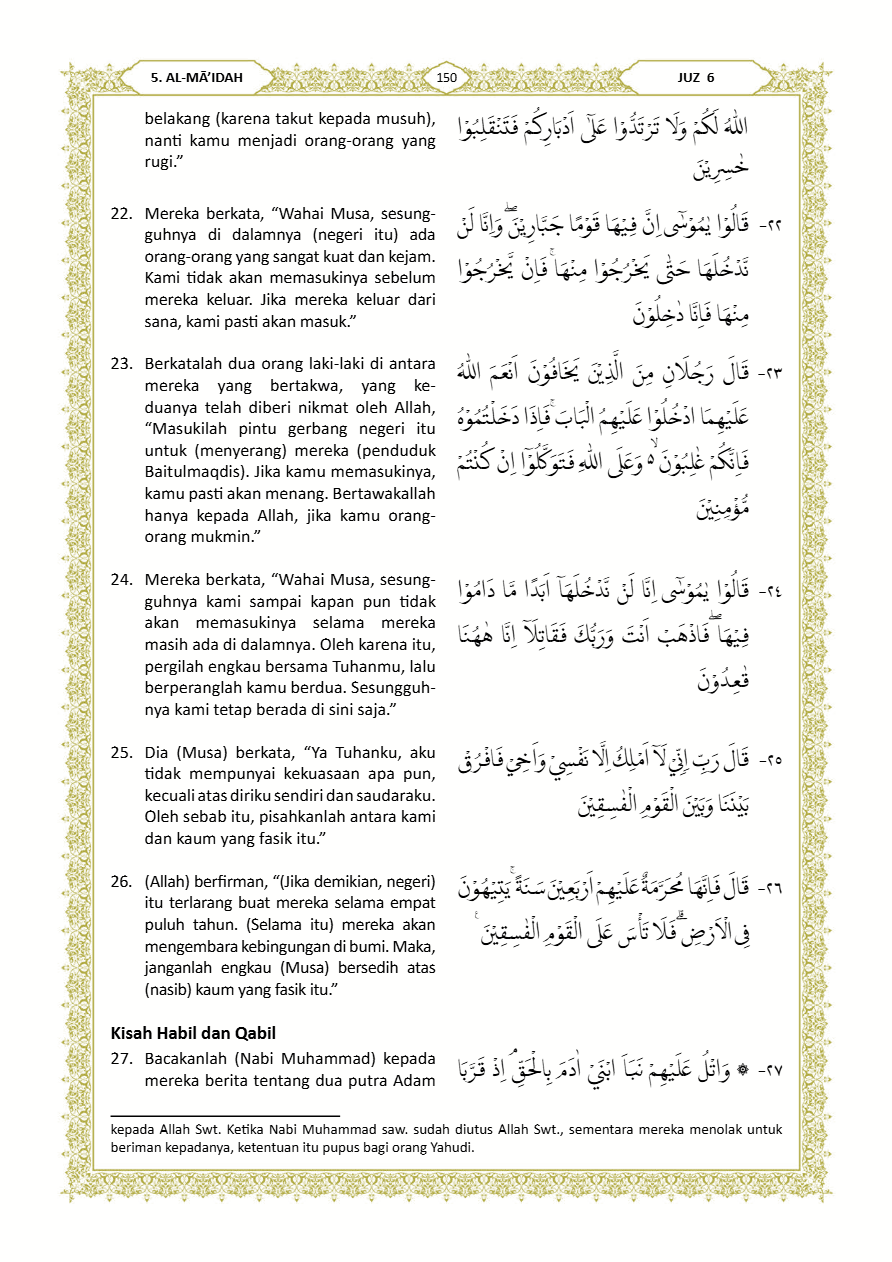 5. AL-MĀ’IDAH
150
JUZ 6
belakang (karena takut kepada musuh),
nanti kamu menjadi orang-orang yang
rugi.”
اللّٰهُ لَكُمْ وَلَا تَرْتَدُّوْا عَلٰٓى اَدْبَارِكُمْ فَتَنْقَلِبُوْا
خٰسِرِيْنَ
22. Mereka berkata, “Wahai Musa, sesung-
guhnya di dalamnya (negeri itu) ada
orang-orang yang sangat kuat dan kejam.
Kami tidak akan memasukinya sebelum
mereka keluar. Jika mereka keluar dari
sana, kami pasti akan masuk.”
٢٢- قَالُوْا يٰمُوْسٰٓى اِنَّ فِيْهَا قَوْمًا جَبَّارِيْنَۖ وَاِنَّا لَنْ
نَّدْخُلَهَا حَتّٰى يَخْرُجُوْا مِنْهَاۚ فَاِنْ يَّخْرُجُوْا
مِنْهَا فَاِنَّا دٰخِلُوْنَ
23. Berkatalah dua orang laki-laki di antara
mereka yang bertakwa, yang ke-
duanya telah diberi nikmat oleh Allah,
“Masukilah pintu gerbang negeri itu
untuk (menyerang) mereka (penduduk
Baitulmaqdis). Jika kamu memasukinya,
kamu pasti akan menang. Bertawakallah
hanya kepada Allah, jika kamu orang-
orang mukmin.”
٢٣- قَالَ رَجُلَانِ مِنَ الَّذِيْنَ يَخَافُوْنَ اَنْعَمَ اللّٰهُ
عَلَيْهِمَا ادْخُلُوْا عَلَيْهِمُ الْبَابَۚ فَاِذَا دَخَلْتُمُوْهُ
فَاِنَّكُمْ غٰلِبُوْنَ ەۙ وَعَلَى اللّٰهِ فَتَوَكَّلُوْٓا اِنْ كُنْتُمْ
مُّؤْمِنِيْنَ
24. Mereka berkata, “Wahai Musa, sesung-
guhnya kami sampai kapan pun tidak
akan memasukinya selama mereka
masih ada di dalamnya. Oleh karena itu,
pergilah engkau bersama Tuhanmu, lalu
berperanglah kamu berdua. Sesungguh-
nya kami tetap berada di sini saja.”
٢٤- قَالُوْا يٰمُوْسٰٓى اِنَّا لَنْ نَّدْخُلَهَآ اَبَدًا مَّا دَامُوْا
فِيْهَاۖ فَاذْهَبْ اَنْتَ وَرَبُّكَ فَقَاتِلَآ اِنَّا هٰهُنَا
قٰعِدُوْنَ
25. Dia (Musa) berkata, “Ya Tuhanku, aku
tidak mempunyai kekuasaan apa pun,
kecuali atas diriku sendiri dan saudaraku.
Oleh sebab itu, pisahkanlah antara kami
dan kaum yang fasik itu.”
٢٥- قَالَ رَبِّ اِنِّيْ لَآ اَمْلِكُ اِلَّا نَفْسِيْ وَاَخِيْ فَافْرُقْ
بَيْنَنَا وَبَيْنَ الْقَوْمِ الْفٰسِقِيْنَ
26. (Allah) berfirman, “(Jika demikian, negeri)
itu terlarang buat mereka selama empat
puluh tahun. (Selama itu) mereka akan
mengembara kebingungan di bumi. Maka,
janganlah engkau (Musa) bersedih atas
(nasib) kaum yang fasik itu.”
٢٦- قَالَ فَاِنَّهَا مُحَرَّمَةٌ عَلَيْهِمْ اَرْبَعِيْنَ سَنَةًۚ يَتِيْهُوْنَ
فِى الْاَرْضِۗ فَلَا تَأْسَ عَلَى الْقَوْمِ الْفٰسِقِيْنَ ۚ
Kisah Habil dan Qabil
27. Bacakanlah (Nabi Muhammad) kepada
mereka berita tentang dua putra Adam
٢٧- ۞ وَاتْلُ عَلَيْهِمْ نَبَاَ ابْنَيْ اٰدَمَ بِالْحَقِّۘ اِذْ قَرَّبَا
kepada Allah Swt. Ketika Nabi Muhammad saw. sudah diutus Allah Swt., sementara mereka menolak untuk
beriman kepadanya, ketentuan itu pupus bagi orang Yahudi.